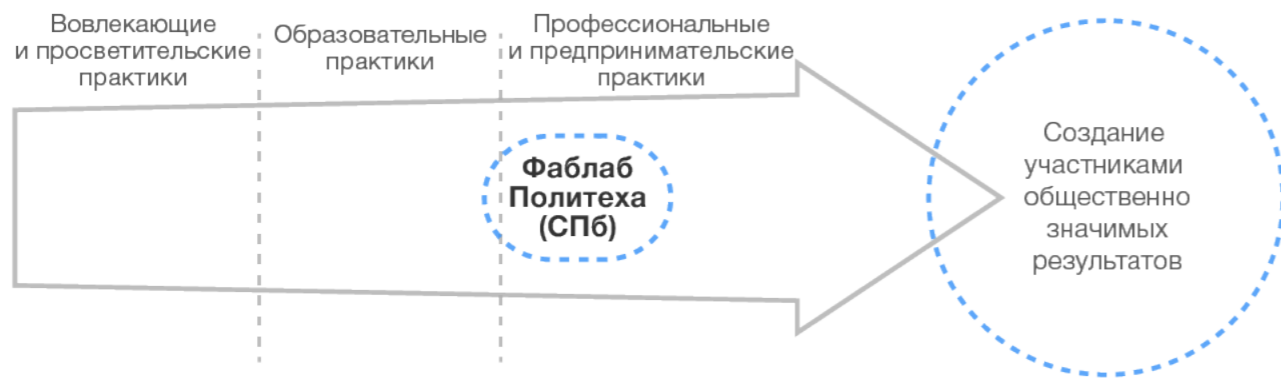 Вовлекающие
и просветительские
практики
Образовательные
практики
Профессиональные
и предпринимательские
практики
Фаблаб
Политеха
(СПб)
Создание
участниками
общественно
значимых
результатов